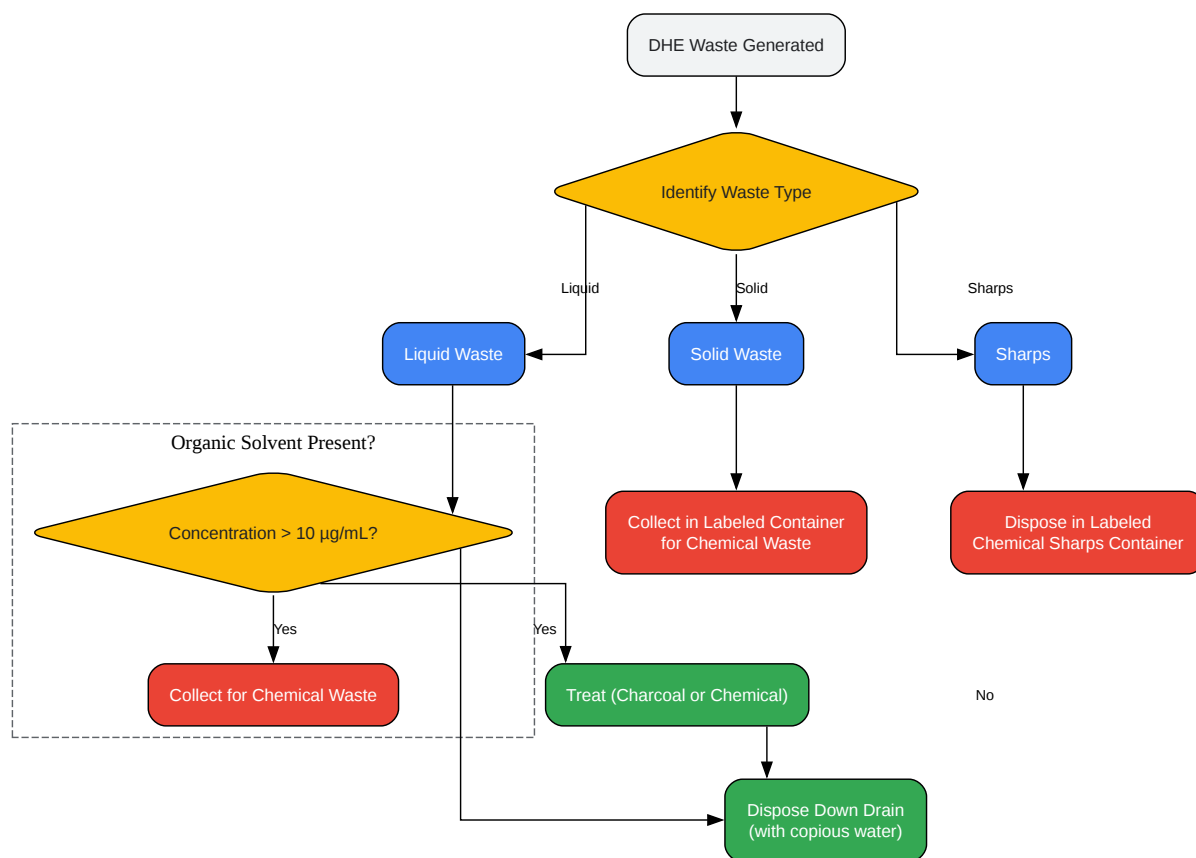 DHE Waste Generated
Identify Waste Type
Liquid
Solid
Sharps
Liquid Waste
Solid Waste
Sharps
Organic Solvent Present?
Concentration > 10 µg/mL?
Collect in Labeled Container
for Chemical Waste
Dispose in Labeled
Chemical Sharps Container
Yes
Yes
Collect for Chemical Waste
Treat (Charcoal or Chemical)
No
Dispose Down Drain
(with copious water)